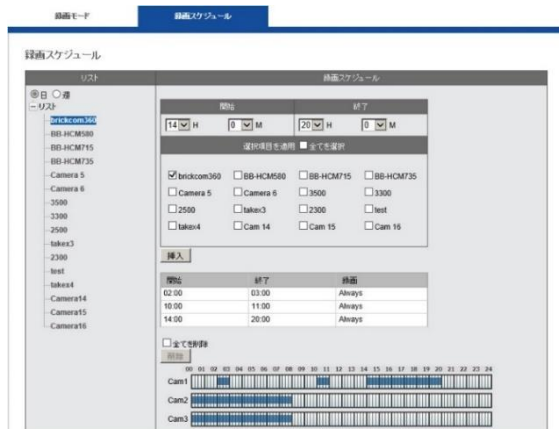 録画モード
録画スケジュール
録画スケジュール
リスト
録画スケジュール
日 週
リスト
brickcom360
BB-HCM580
BB-HCM715
BB-HCM735
Camera 5
Camera 6
3500
3300
2500
takex3
2300
test
takex4
Camera14
Camera15
Camera16
開始 終了
14 H 0 M 20 H 0 M
選択項目を適用 全てを選択
brickcom360 BB-HCM580 BB-HCM715 BB-HCM735
Camera 5 Camera 6 3500 3300
2500 takex3 2300 test
takex4 Cam 14 Cam 15 Cam 16
挿入
開始 終了 録画
02:00 03:00 Always
10:00 11:00 Always
14:00 20:00 Always
全てを削除
削除
00 01 02 03 04 05 06 07 08 09 10 11 12 13 14 15 16 17 18 19 20 21 22 23 24
Cam1
Cam2
Cam3